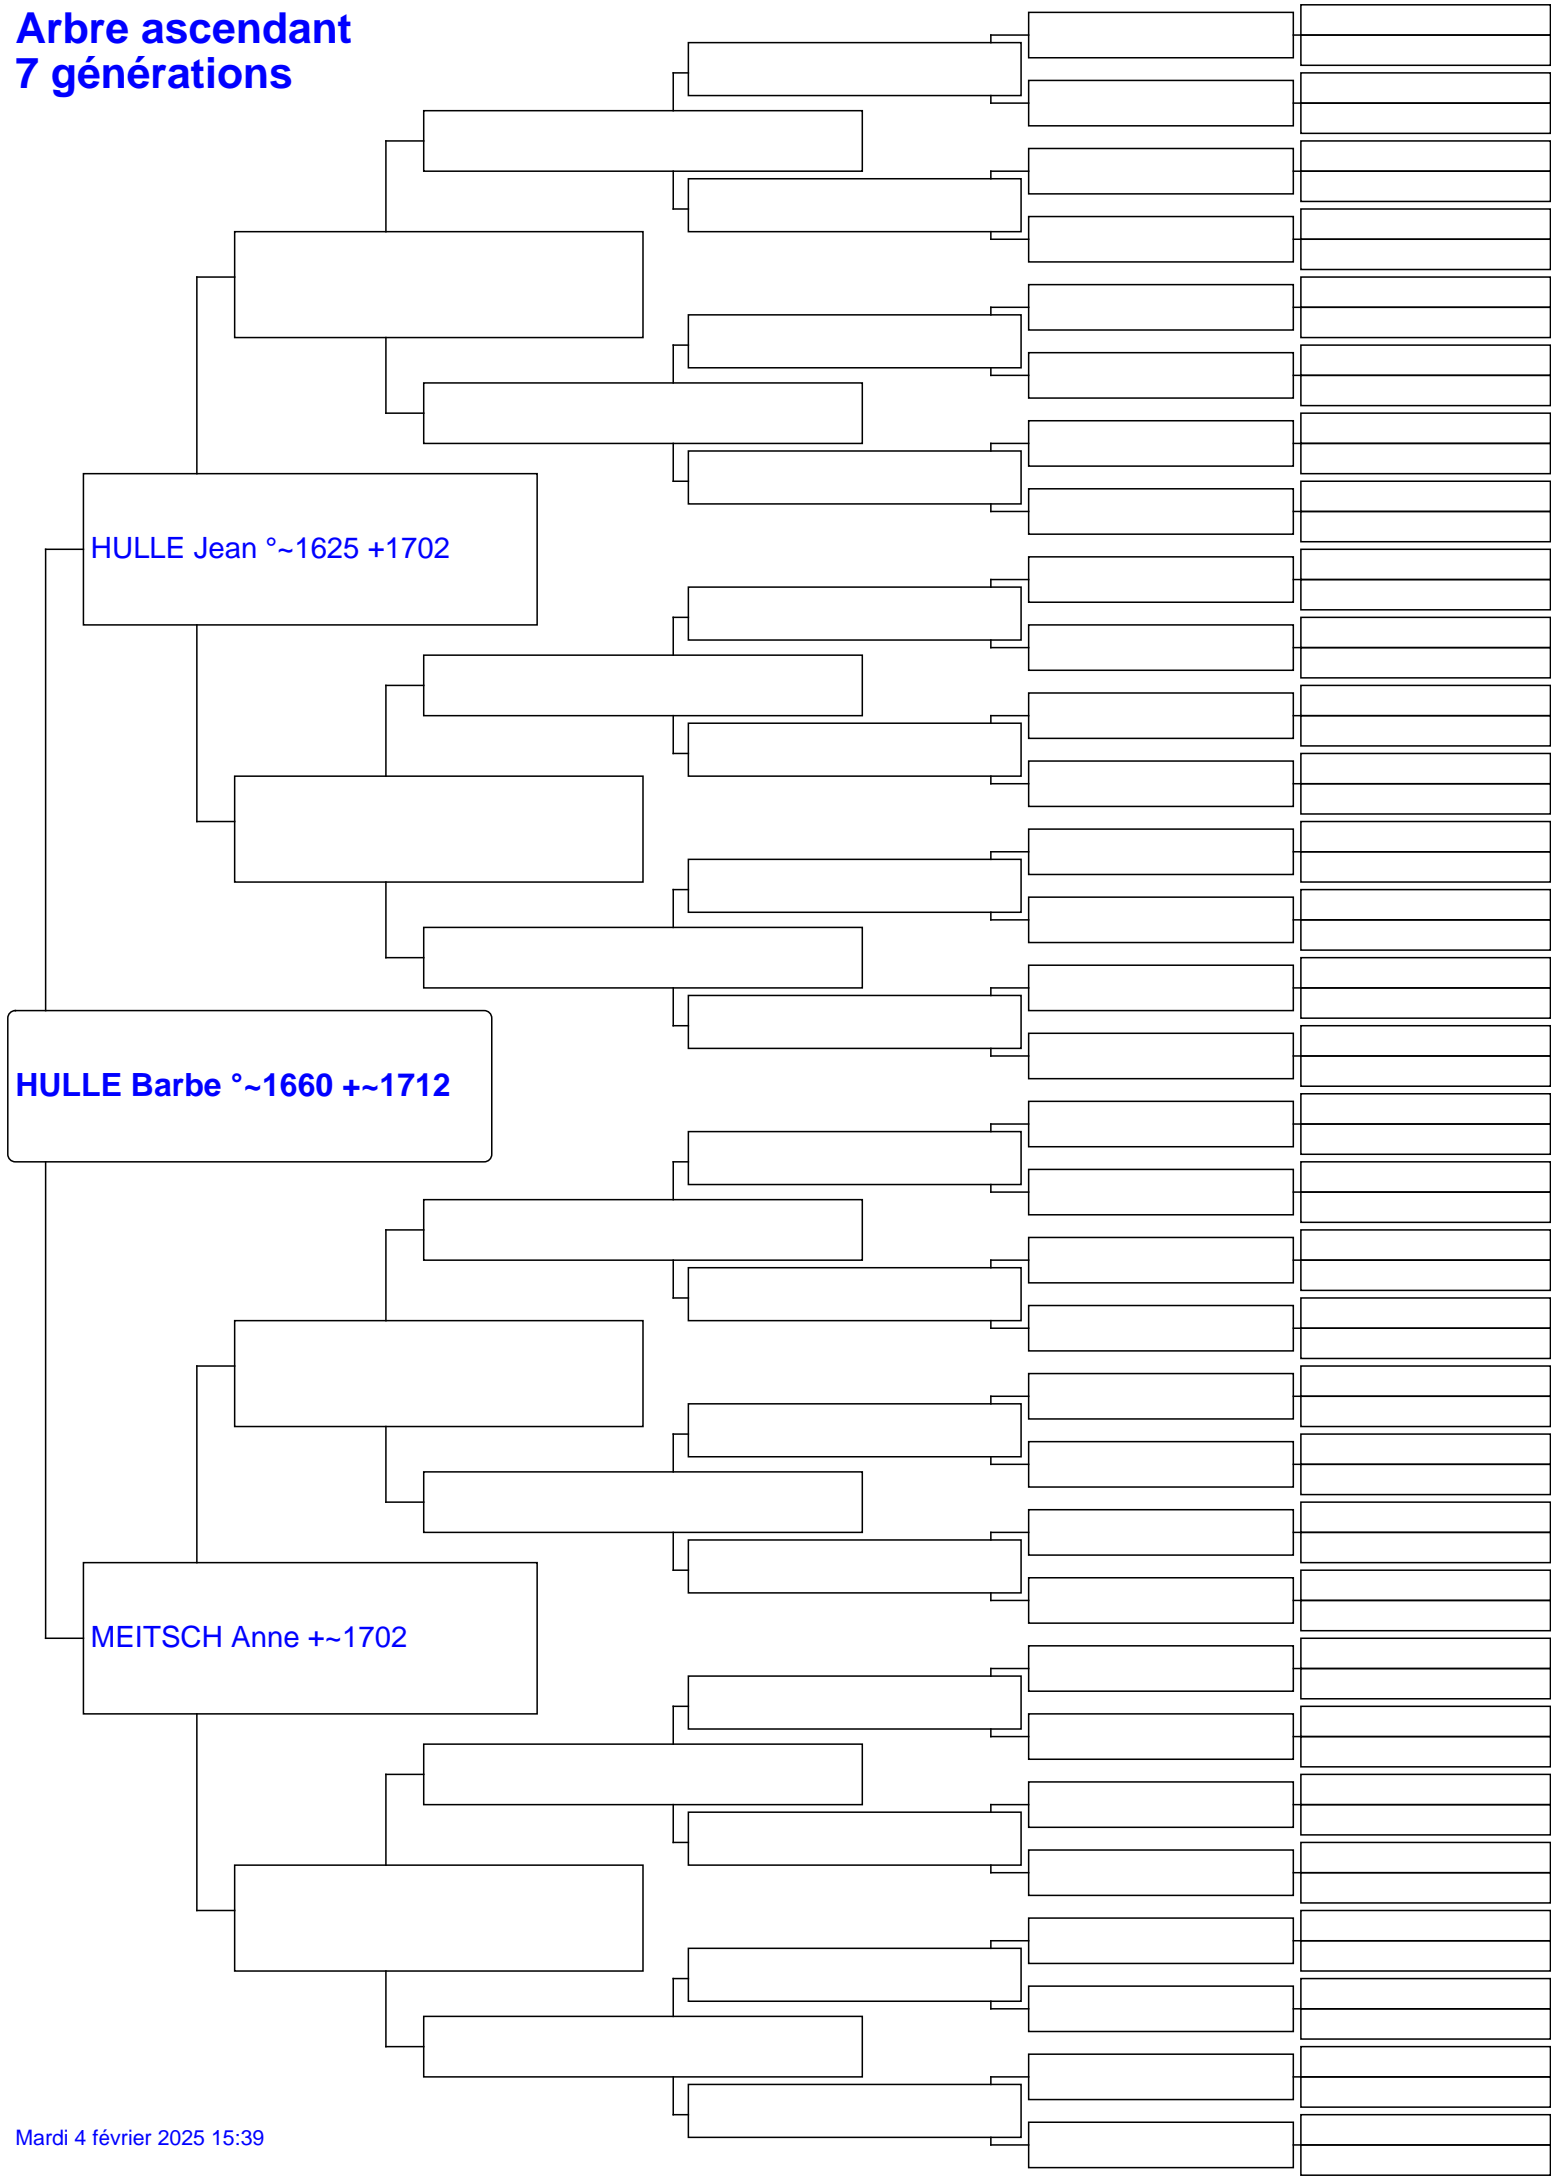 Arbre ascendant
7 générations
HULLE Jean °~1625 +1702
HULLE Barbe °~1660 +~1712
MEITSCH Anne +~1702
Mardi 4 février 2025 15:39